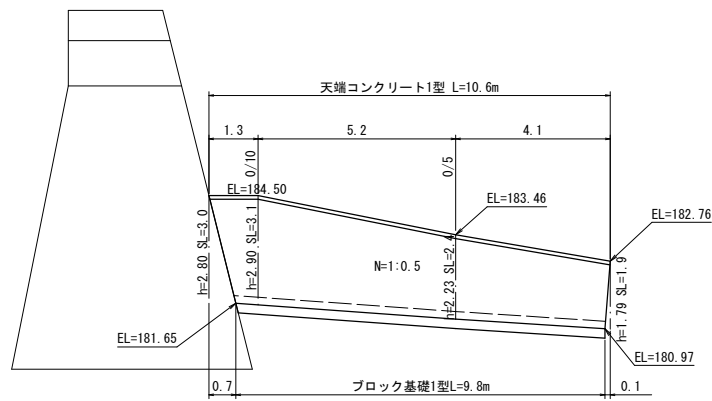 天端コンクリート1型 L=10.6m
1.3
5.2
4.1
0/10
0/5
EL=184.50
EL=183.46
EL=182.76
h=2.80 SL=3.0
h=2.90 SL=3.1
h=2.23 SL=2.4
h=1.79 SL=1.9
N=1:0.5
EL=181.65
EL=180.97
0.7
ブロック基礎1型L=9.8m
0.1